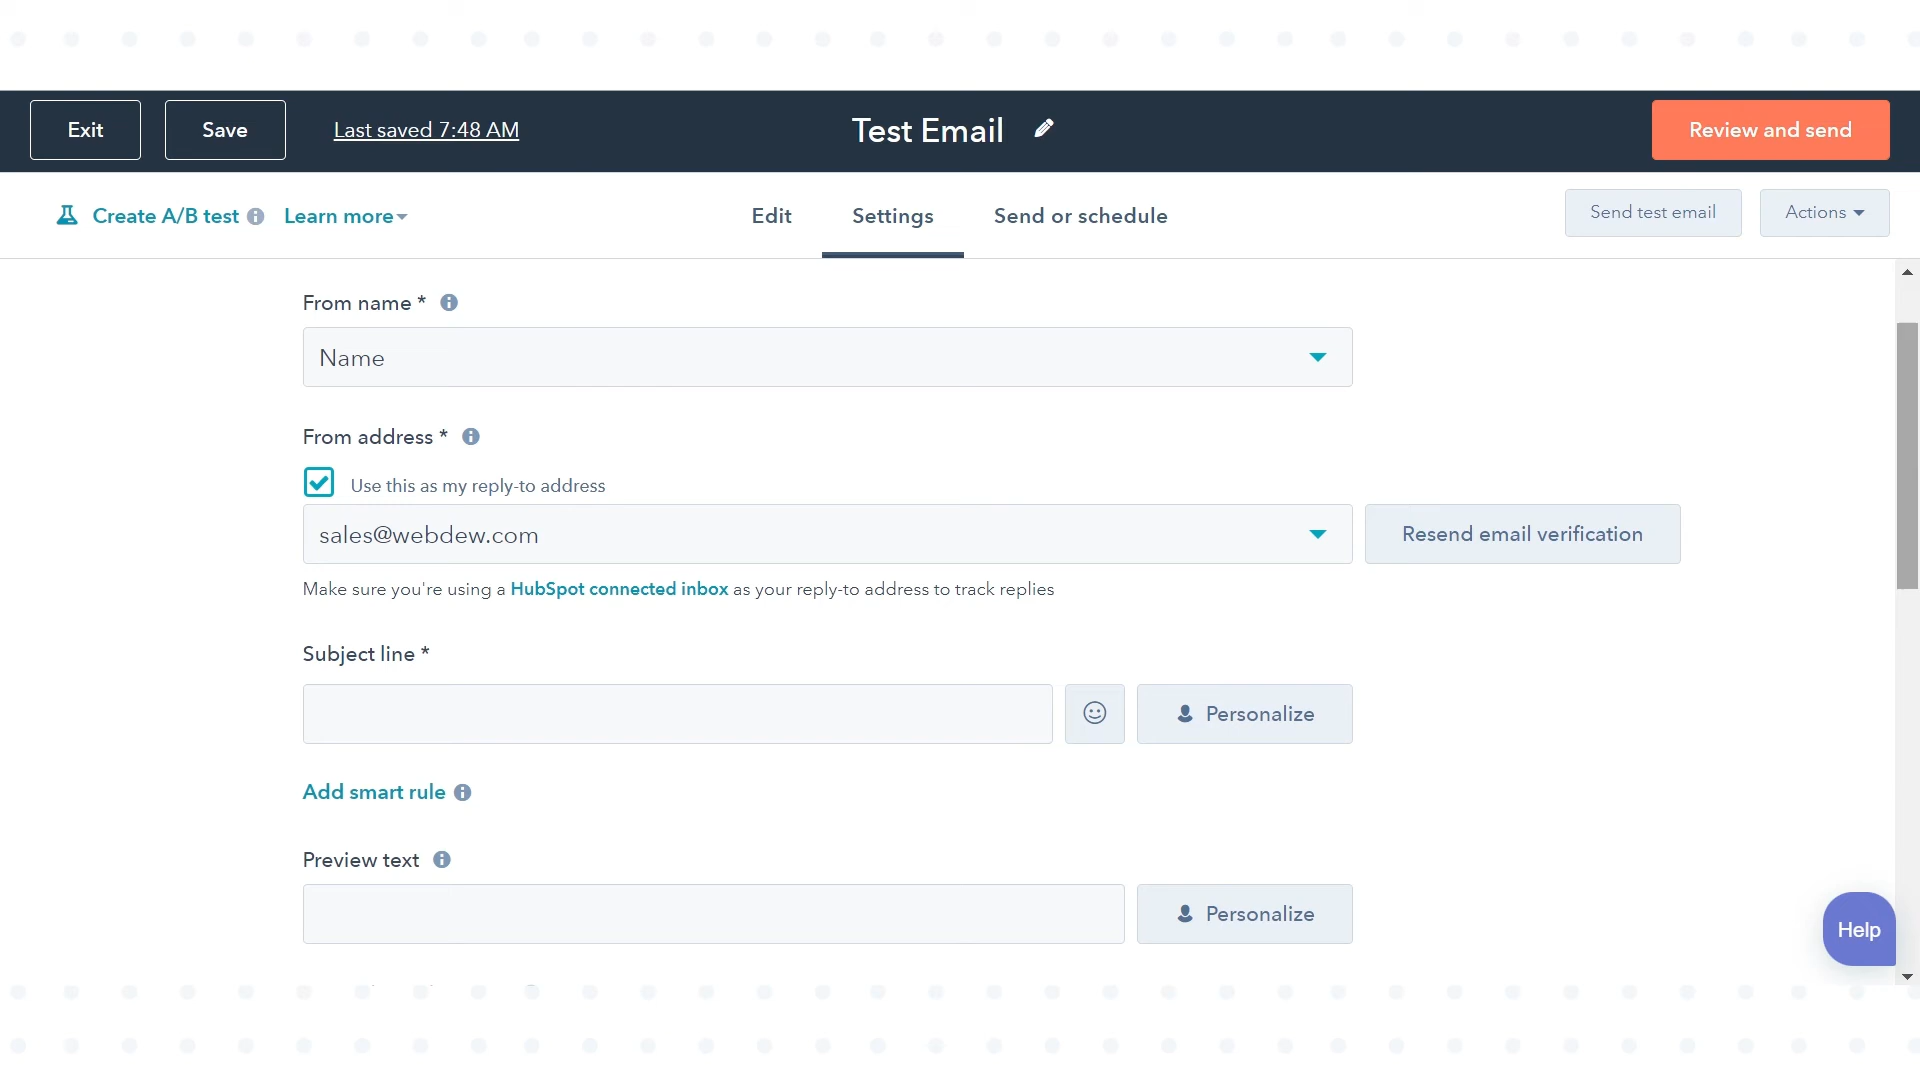 Exit
Save
Last saved 7:48 AM
Test Email
Review and send
Create A/B test
Learn more
Edit
Settings
Send or schedule
Send test email
Actions
From name *
Name
From address *
Use this as my reply-to address
sales@webdew.com
Resend email verification
Make sure you're using a HubSpot connected inbox as your reply-to address to track replies
Subject line *
Personalize
Add smart rule
Preview text
Personalize
Help